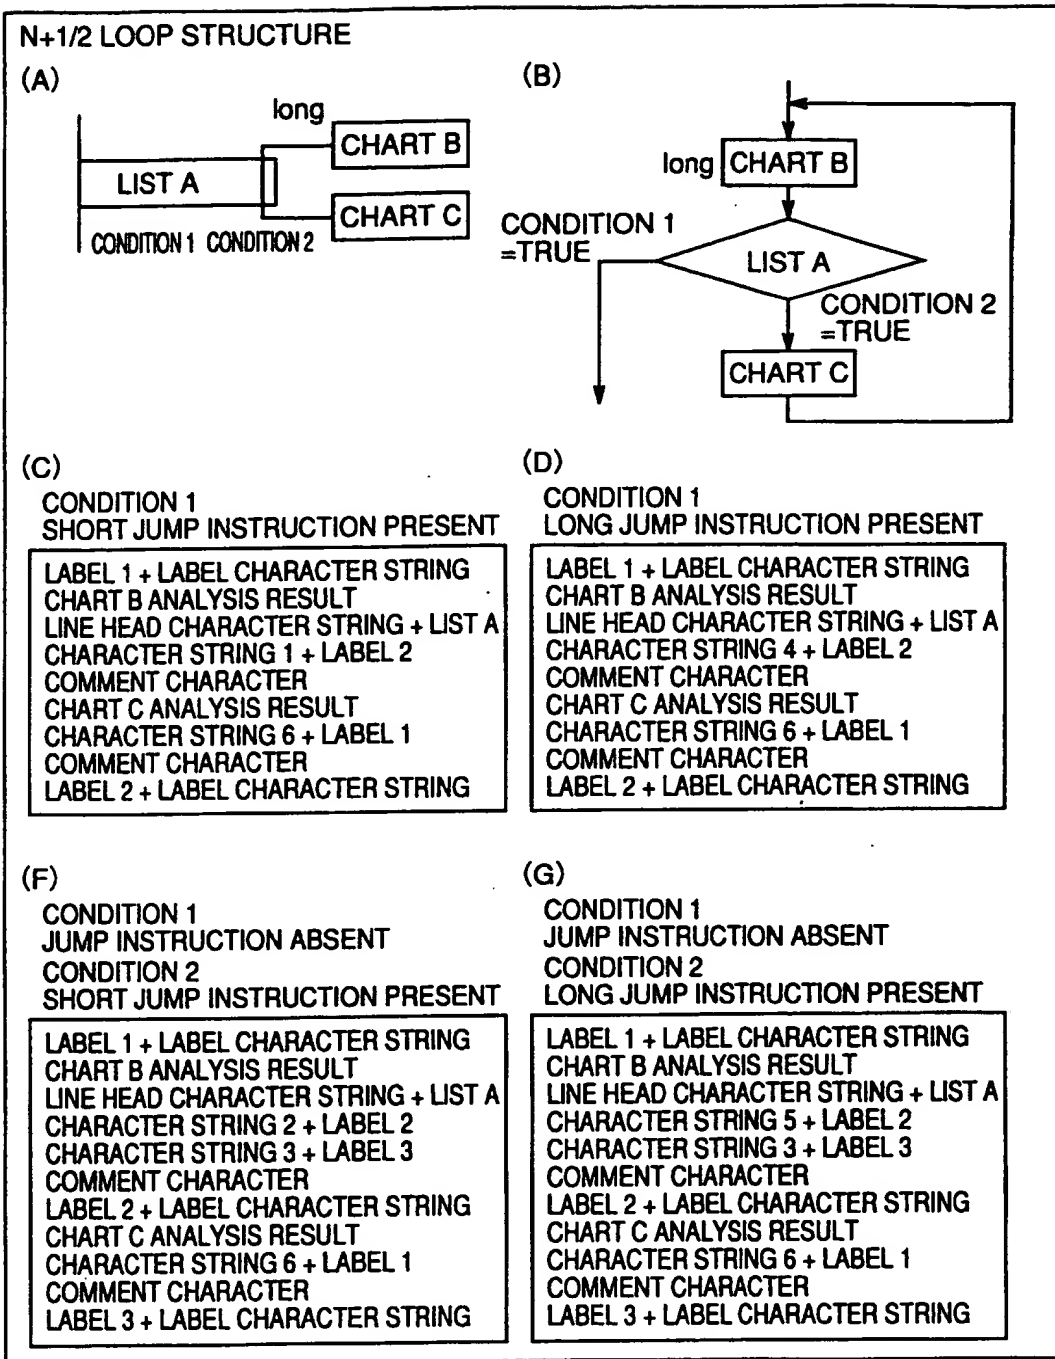 N+1/2 LOOP STRUCTURE
(A)
long
CHART B
LIST A
CHART C
CONDITION 1 CONDITION 2
(B)
long CHART B
CONDITION 1
=TRUE
LIST A
CONDITION 2
=TRUE
CHART C
(C)
CONDITION 1
SHORT JUMP INSTRUCTION PRESENT
LABEL 1 + LABEL CHARACTER STRING
CHART B ANALYSIS RESULT
LINE HEAD CHARACTER STRING + LIST A
CHARACTER STRING 1 + LABEL 2
COMMENT CHARACTER
CHART C ANALYSIS RESULT
CHARACTER STRING 6 + LABEL 1
COMMENT CHARACTER
LABEL 2 + LABEL CHARACTER STRING
(D)
CONDITION 1
LONG JUMP INSTRUCTION PRESENT
LABEL 1 + LABEL CHARACTER STRING
CHART B ANALYSIS RESULT
LINE HEAD CHARACTER STRING + LIST A
CHARACTER STRING 4 + LABEL 2
COMMENT CHARACTER
CHART C ANALYSIS RESULT
CHARACTER STRING 6 + LABEL 1
COMMENT CHARACTER
LABEL 2 + LABEL CHARACTER STRING
(F)
CONDITION 1
JUMP INSTRUCTION ABSENT
CONDITION 2
SHORT JUMP INSTRUCTION PRESENT
LABEL 1 + LABEL CHARACTER STRING
CHART B ANALYSIS RESULT
LINE HEAD CHARACTER STRING + LIST A
CHARACTER STRING 2 + LABEL 2
CHARACTER STRING 3 + LABEL 3
COMMENT CHARACTER
LABEL 2 + LABEL CHARACTER STRING
CHART C ANALYSIS RESULT
CHARACTER STRING 6 + LABEL 1
COMMENT CHARACTER
LABEL 3 + LABEL CHARACTER STRING
(G)
CONDITION 1
JUMP INSTRUCTION ABSENT
CONDITION 2
LONG JUMP INSTRUCTION PRESENT
LABEL 1 + LABEL CHARACTER STRING
CHART B ANALYSIS RESULT
LINE HEAD CHARACTER STRING + LIST A
CHARACTER STRING 5 + LABEL 2
CHARACTER STRING 3 + LABEL 3
COMMENT CHARACTER
LABEL 2 + LABEL CHARACTER STRING
CHART C ANALYSIS RESULT
CHARACTER STRING 6 + LABEL 1
COMMENT CHARACTER
LABEL 3 + LABEL CHARACTER STRING